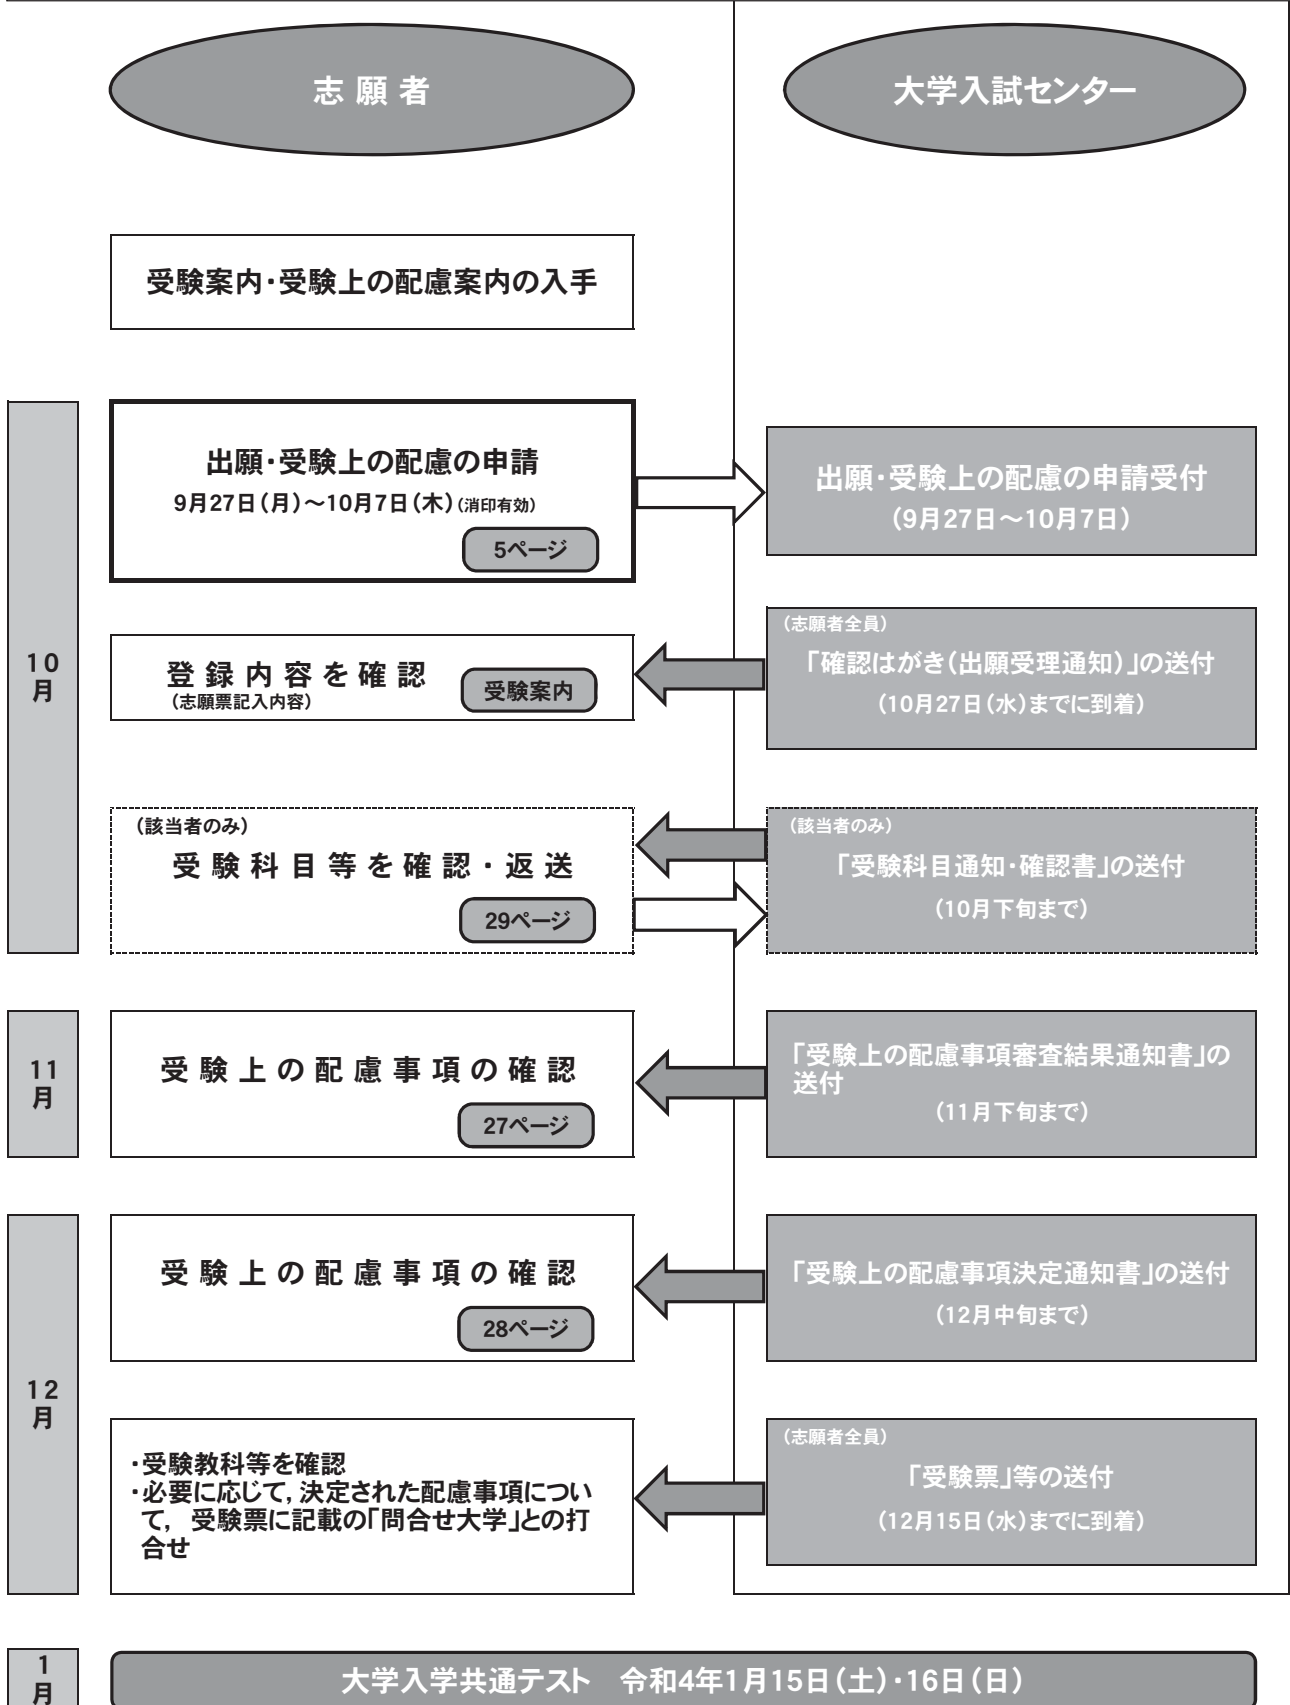 志願者
大学入試センター
受験案内・受験上の配慮案内の入手
10
月
出願・受験上の配慮の申請
9月27日（月）～10月7日（木）（消印有効）
5ページ
出願・受験上の配慮の申請受付
（9月27日～10月7日）
登録内容を確認
（志願票記入内容）
受験案内
（志願者全員）
「確認はがき（出願受理通知）」の送付
（10月27日（水）までに到着）
（該当者のみ）
受験科目等を確認・返送
29ページ
（該当者のみ）
「受験科目通知・確認書」の送付
（10月下旬まで）
11
月
受験上の配慮事項の確認
27ページ
「受験上の配慮事項審査結果通知書」の
送付
（11月下旬まで）
12
月
受験上の配慮事項の確認
28ページ
「受験上の配慮事項決定通知書」の送付
（12月中旬まで）
・受験教科等を確認
・必要に応じて，決定された配慮事項につい
て， 受験票に記載の「問合せ大学」との打
合せ
（志願者全員）
「受験票」等の送付
（12月15日（水）までに到着）
1
月
大学入学共通テスト　令和4年1月15日（土）・16日（日）